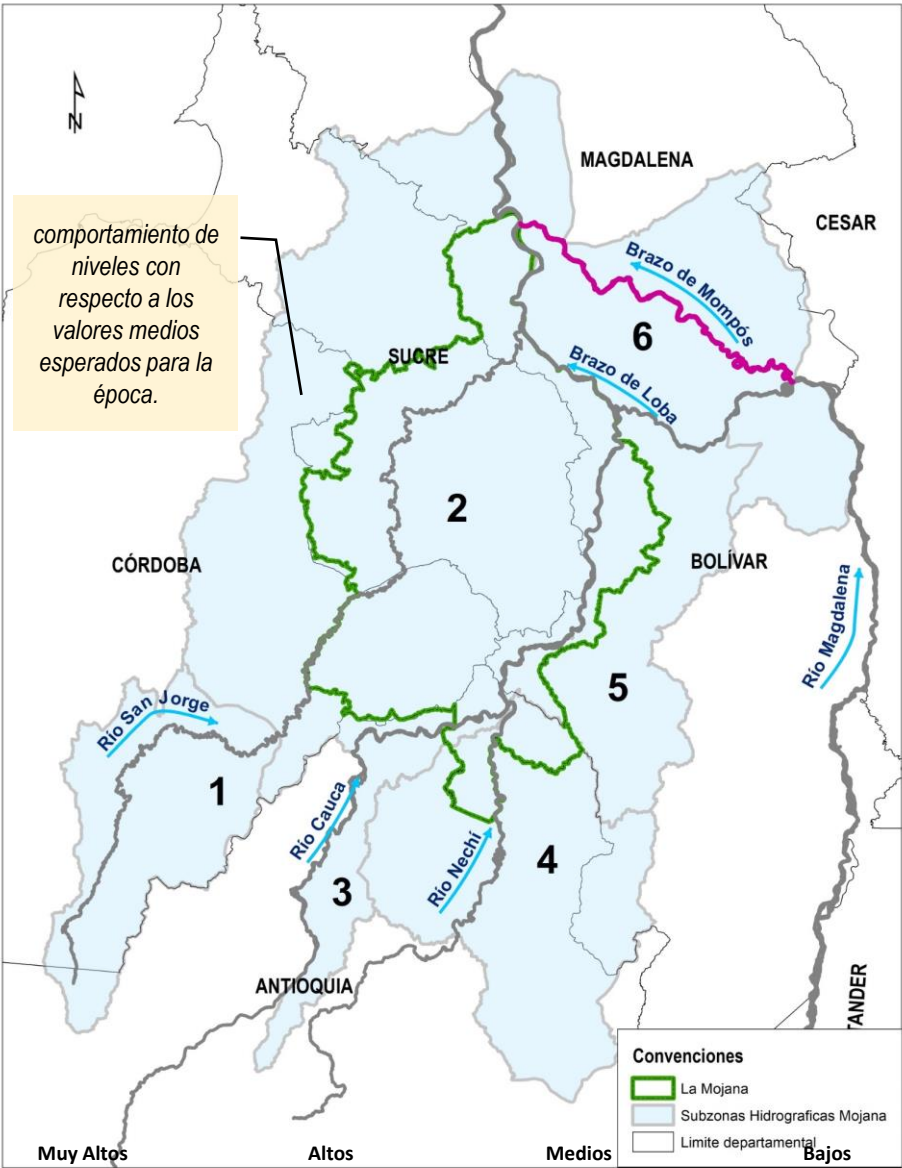 MAGDALENA
CESAR
comportamiento de
niveles con
respecto a los
valores medios
esperados para la
época.
Brazo de Mompós
6
SUCRE
Brazo de Loba
2
CÓRDOBA
BOLÍVAR
Río Magdalena
5
Río San Jorge
1
Río Cauca
4
Río Nechí
3
ANTIOQUIA
TANDER
N
Convenciones
La Mojana
Subzonas Hidrograficas Mojana
Limite departamental
Muy Altos
Altos
Medios
Bajos